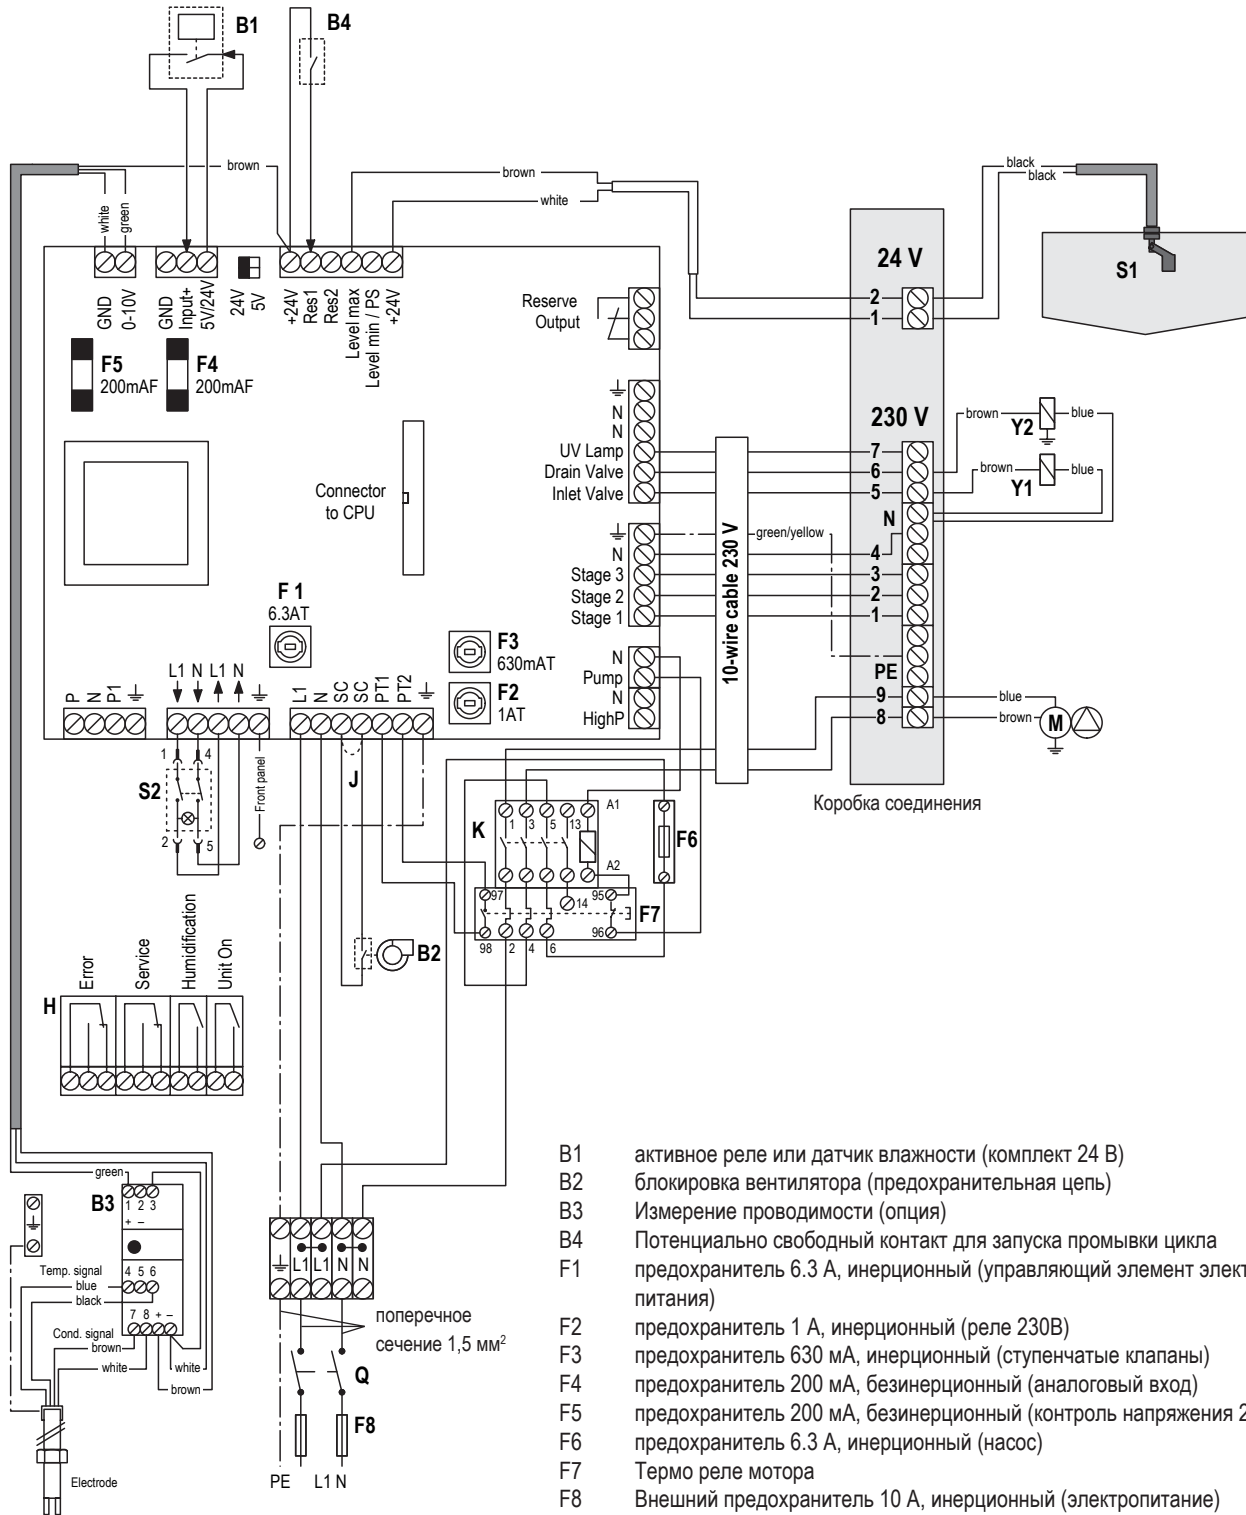 B1
B4
brown
brown
white
black
black
white
green
24 V
S1
2
1
GND
0-10V
GND
Input+
5V/24V
24V
5V
+24V
Res1
Res2
Level max
Level min / PS
+24V
Reserve
Output
F5
200mAF
F4
200mAF
230 V
brown
Y2
blue
brown
Y1
blue
N
N
UV Lamp
Drain Valve
Inlet Valve
7
6
5
N
Connector
to CPU
10-wire cable 230 V
green/yellow
N
Stage 3
Stage 2
Stage 1
4
3
2
1
F 1
6.3AT
F3
630mAT
F2
1AT
N
Pump
N
HighP
PE
9
8
blue
brown
M
P
N
P1
L1 N L1 N
L1
N
SC
SC
PT1
PT2
1
4
S2
2
5
Front panel
J
Коробка соединения
K
1
3
5
13
A1
A2
F6
97
14
95
F7
98
2
4
6
96
B2
H
Error
Service
Humidification
Unit On
green
B3
1 2 3
+ –
Temp. signal
4 5 6
blue
black
7 8 + –
Cond. signal
brown
white
white
brown
Electrode
L1 L1 N N
поперечное
сечение 1,5 мм²
Q
F8
PE
L1 N
B1 активное реле или датчик влажности (комплект 24 В)
B2 блокировка вентилятора (предохранительная цепь)
B3 Измерение проводимости (опция)
B4 Потенциально свободный контакт для запуска промывки цикла
F1 предохранитель 6.3 A, инерционный (управляющий элемент элект
питания)
F2 предохранитель 1 A, инерционный (реле 230В)
F3 предохранитель 630 мА, инерционный (ступенчатые клапаны)
F4 предохранитель 200 мА, безинерционный (аналоговый вход)
F5 предохранитель 200 мА, безинерционный (контроль напряжения 2
F6 предохранитель 6.3 A, инерционный (насос)
F7 Термо реле мотора
F8 Внешний предохранитель 10 A, инерционный (электропитание)